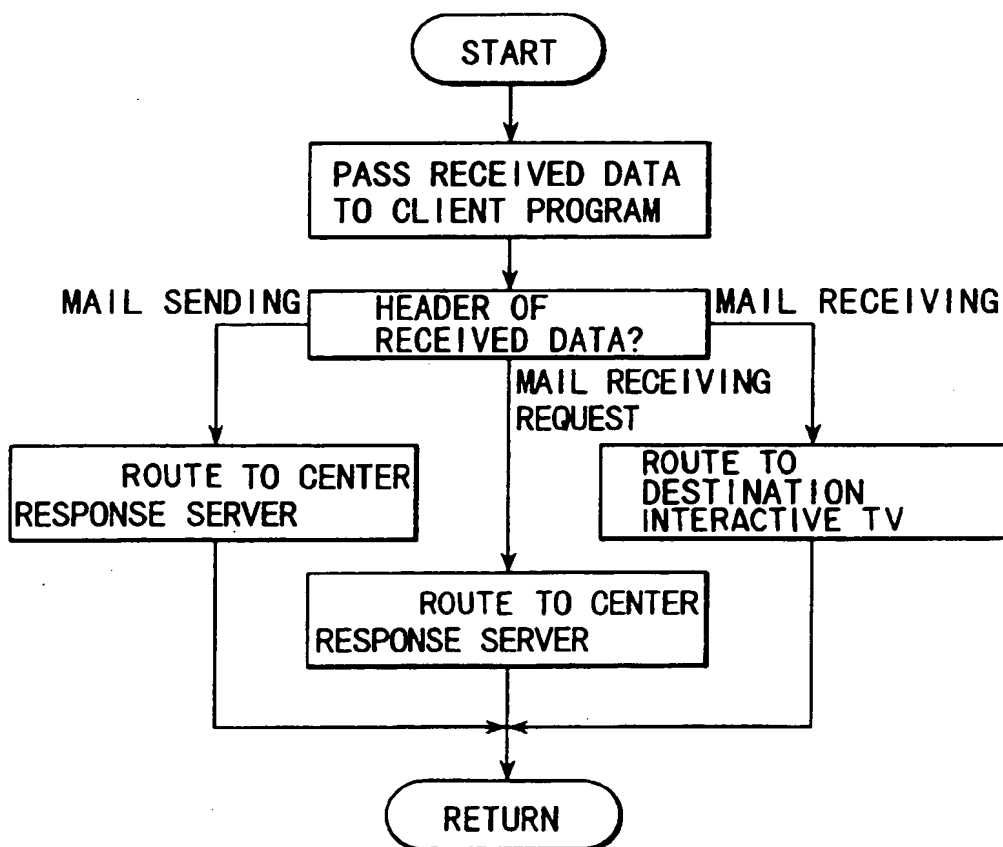 START
PASS RECEIVED DATA
TO CLIENT PROGRAM
MAIL SENDING
HEADER OF
RECEIVED DATA?
MAIL RECEIVING
MAIL RECEIVING
REQUEST
ROUTE TO CENTER
RESPONSE SERVER
ROUTE TO
DESTINATION
INTERACTIVE TV
ROUTE TO CENTER
RESPONSE SERVER
RETURN